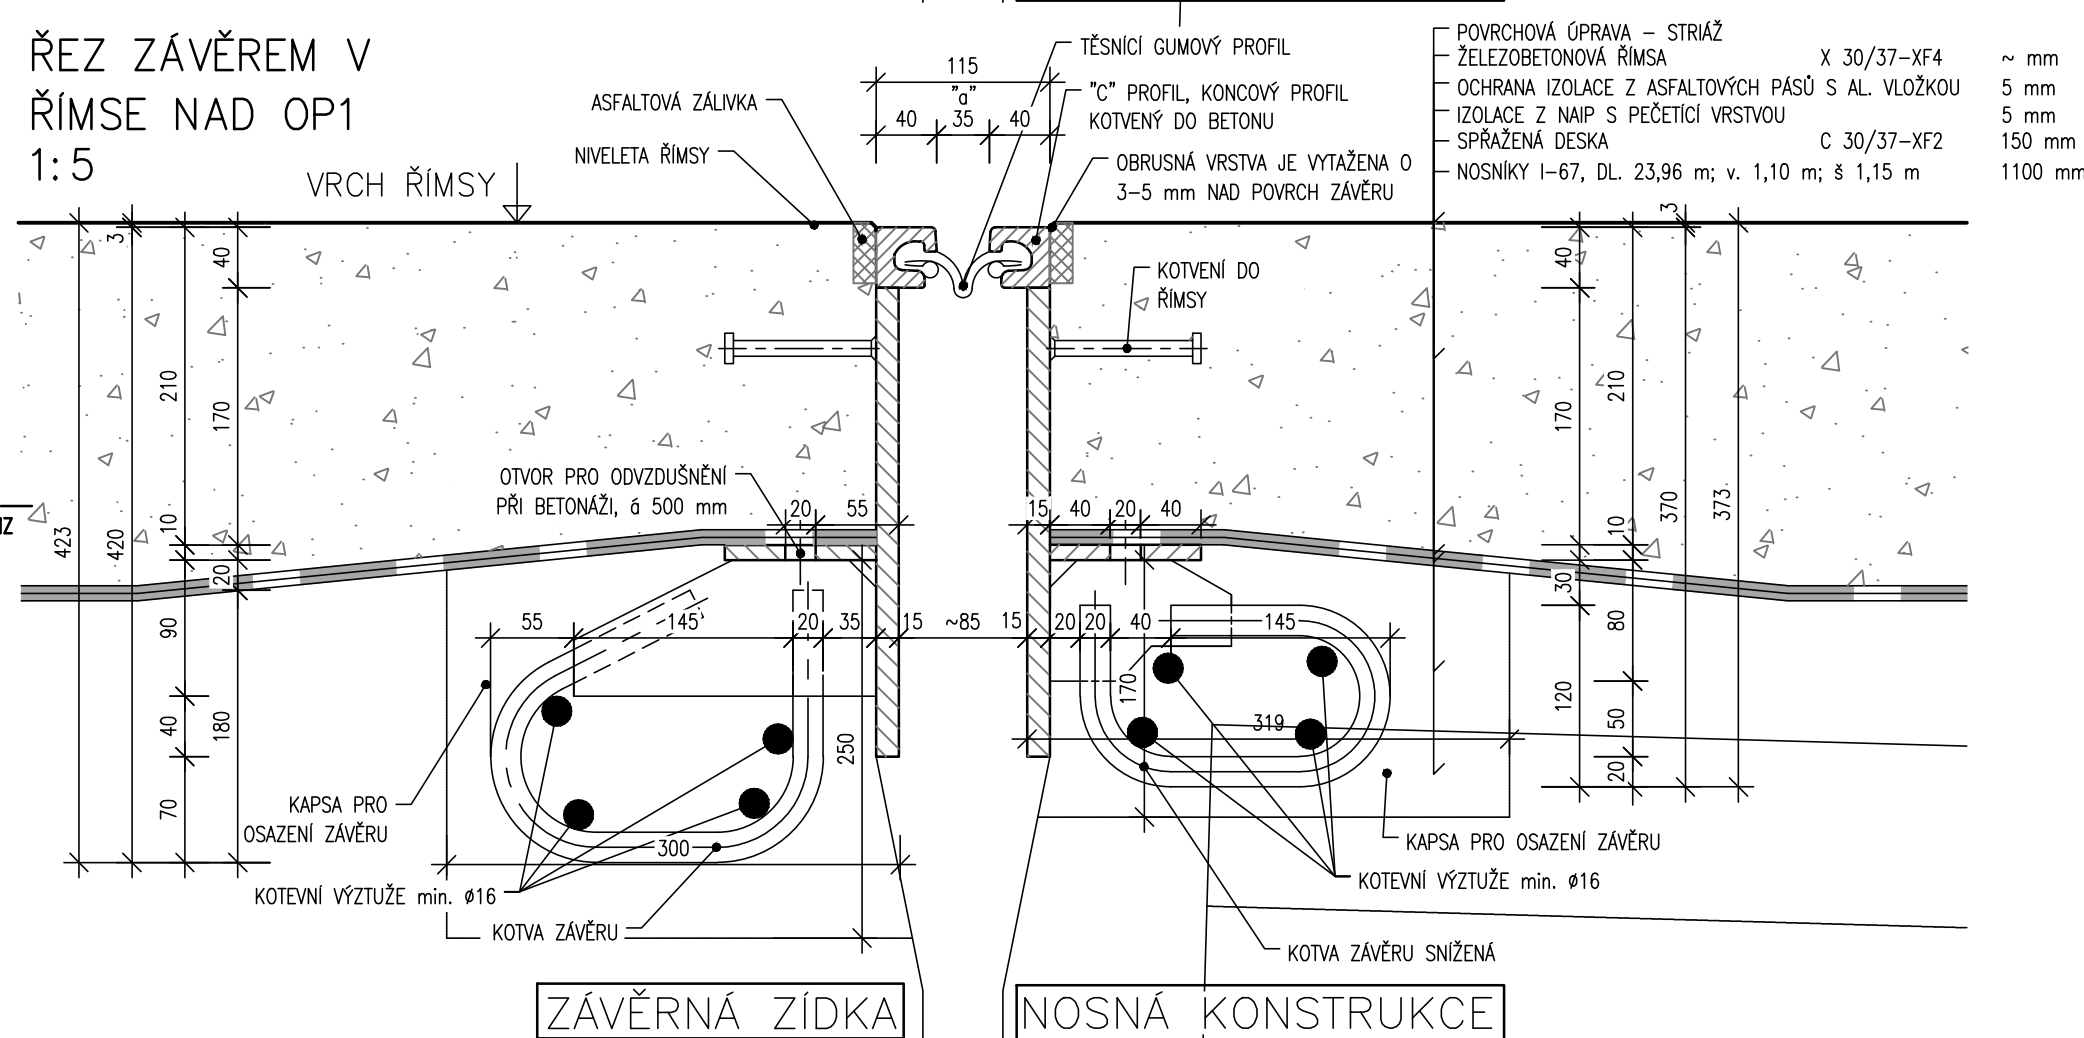 ŘEZ ZÁVĚREM V
ŘÍMSE NAD OP1
1:5
VRCH ŘÍMSY
ASFALTOVÁ ZÁLIVKA
NIVELETA ŘÍMSY
115
"a"
40 35 40
TĚSNÍCÍ GUMOVÝ PROFIL
"C" PROFIL, KONCOVÝ PROFIL
KOTVENÝ DO BETONU
OBRUSNÁ VRSTVA JE VYTAŽENA O
3-5 mm NAD POVRCH ZÁVĚRU
POVRCHOVÁ ÚPRAVA – STRIÁŽ
ŽELEZOBETONOVÁ ŘÍMSA X 30/37-XF4 ~ mm
OCHRANA IZOLACE Z ASFALTOVÝCH PÁSŮ S AL. VLOŽKOU 5 mm
IZOLACE Z NAIP S PEČETÍCÍ VRSTVOU 5 mm
SPŘAŽENÁ DESKA C 30/37-XF2 150 mm
NOSNÍKY I-67, DL. 23,96 m; v. 1,10 m; š 1,15 m 1100 mm
KOTVENÍ DO
ŘÍMSY
OTVOR PRO ODVZDUŠNĚNÍ
PŘI BETONÁŽI, á 500 mm
20 55
15 40 20 40
423
3
420
210
10
90
40
70
40
170
20
180
55 145 20 35 15 ~85 15 20 20 40 145
250
170
319
300
40
170
30
120
210
10
80
50
20
3
370
373
KAPSA PRO
OSAZENÍ ZÁVĚRU
KOTEVNÍ VÝZTUŽE min. ø16
KOTVA ZÁVĚRU
KAPSA PRO OSAZENÍ ZÁVĚRU
KOTEVNÍ VÝZTUŽE min. ø16
KOTVA ZÁVĚRU SNÍŽENÁ
ZÁVĚRNÁ ZÍDKA
NOSNÁ KONSTRUKCE